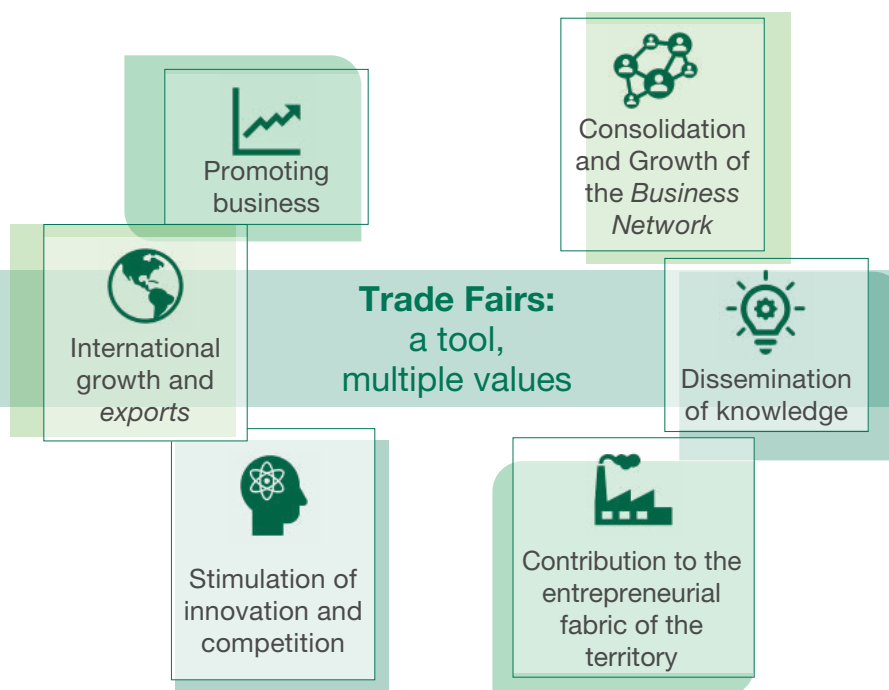 Promoting
business
Consolidation
and Growth of
the Business
Network
International
growth and
exports
Trade Fairs:
a tool,
multiple values
Dissemination
of knowledge
Stimulation of
innovation and
competition
Contribution to the
entrepreneurial
fabric of the
territory